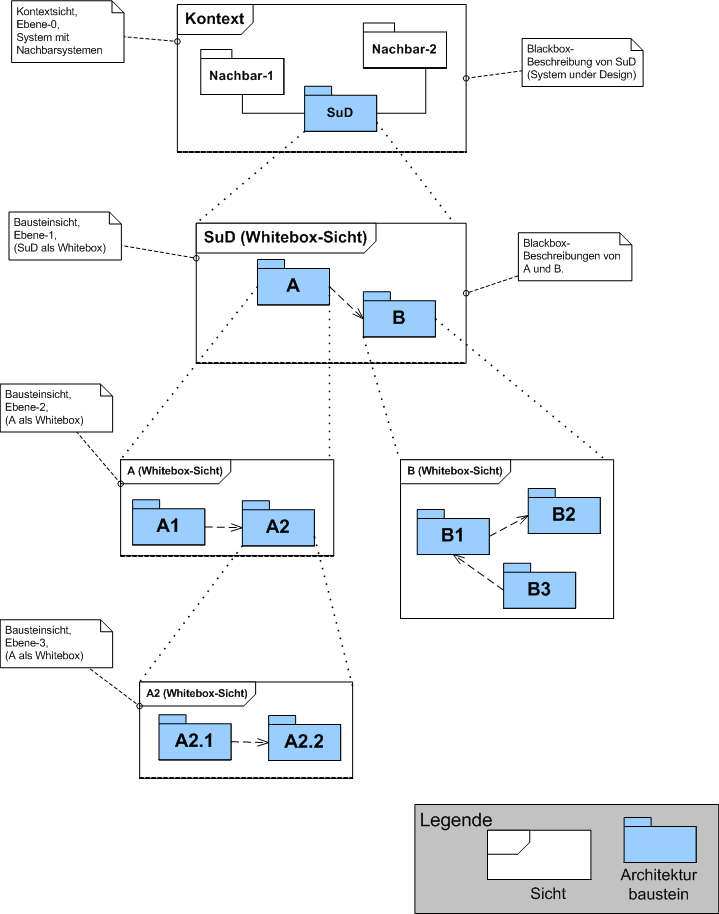 Kontextsicht,
Ebene-0,
System mit
Nachbarsystemen
Kontext
Nachbar-1
Nachbar-2
SuD
Blackbox-
Beschreibung von SuD
(System under Design)
Bausteinsicht,
Ebene-1,
(SuD als Whitebox)
SuD (Whitebox-Sicht)
A
B
Blackbox-
Beschreibungen von
A und B.
Bausteinsicht,
Ebene-2,
(A als Whitebox)
A (Whitebox-Sicht)
A1
A2
B (Whitebox-Sicht)
B1
B2
B3
Bausteinsicht,
Ebene-3,
(A als Whitebox)
A2 (Whitebox-Sicht)
A2.1
A2.2
Legende
Sicht
Architektur
baustein